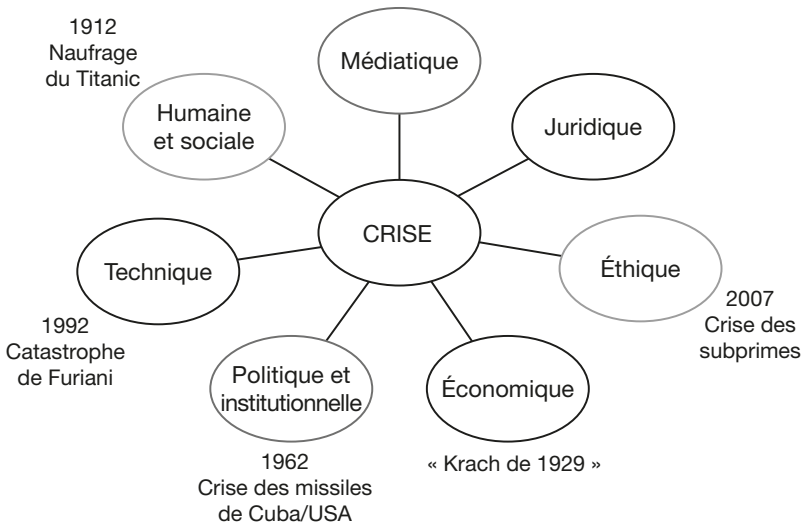 1912
Naufrage
du Titanic
Médiatique
Humaine
et sociale
Juridique
CRISE
Technique
Éthique
1992
Catastrophe
de Furiani
2007
Crise des
subprimes
Politique et
institutionnelle
Économique
1962
Crise des missiles
de Cuba/USA
« Krach de 1929 »